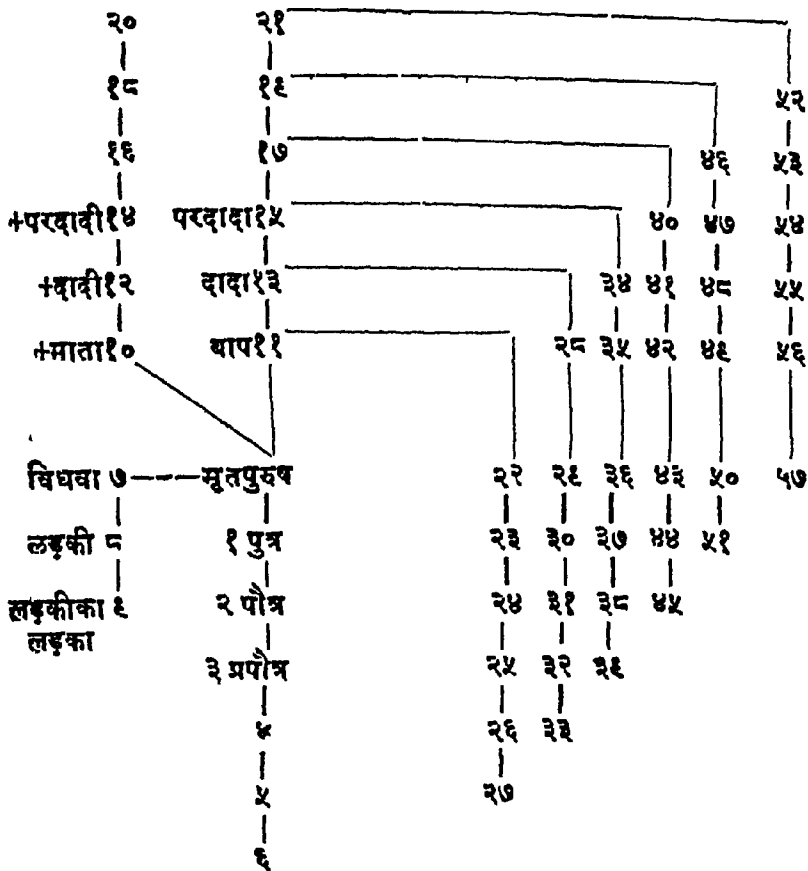 २० २१
१८ १९ ५२
१६ १७ ४६ ५३
+परदादी१४ परदादा१५ ४० ४७ ५४
+दादी१२ दादा१३ ३४ ४१ ४८ ५५
+माता१० बाप११ २८ ३५ ४२ ४९ ५६
विधवा ७ मृतपुरुष २२ २९ ३६ ४३ ५० ५७
लड़की ८ १ पुत्र २३ ३० ३७ ४४ ५१
लड़कीका ९ २ पौत्र २४ ३१ ३८ ४५
लड़का
३ प्रपौत्र २५ ३२ ३९
४ २६ ३३
५ २७
६